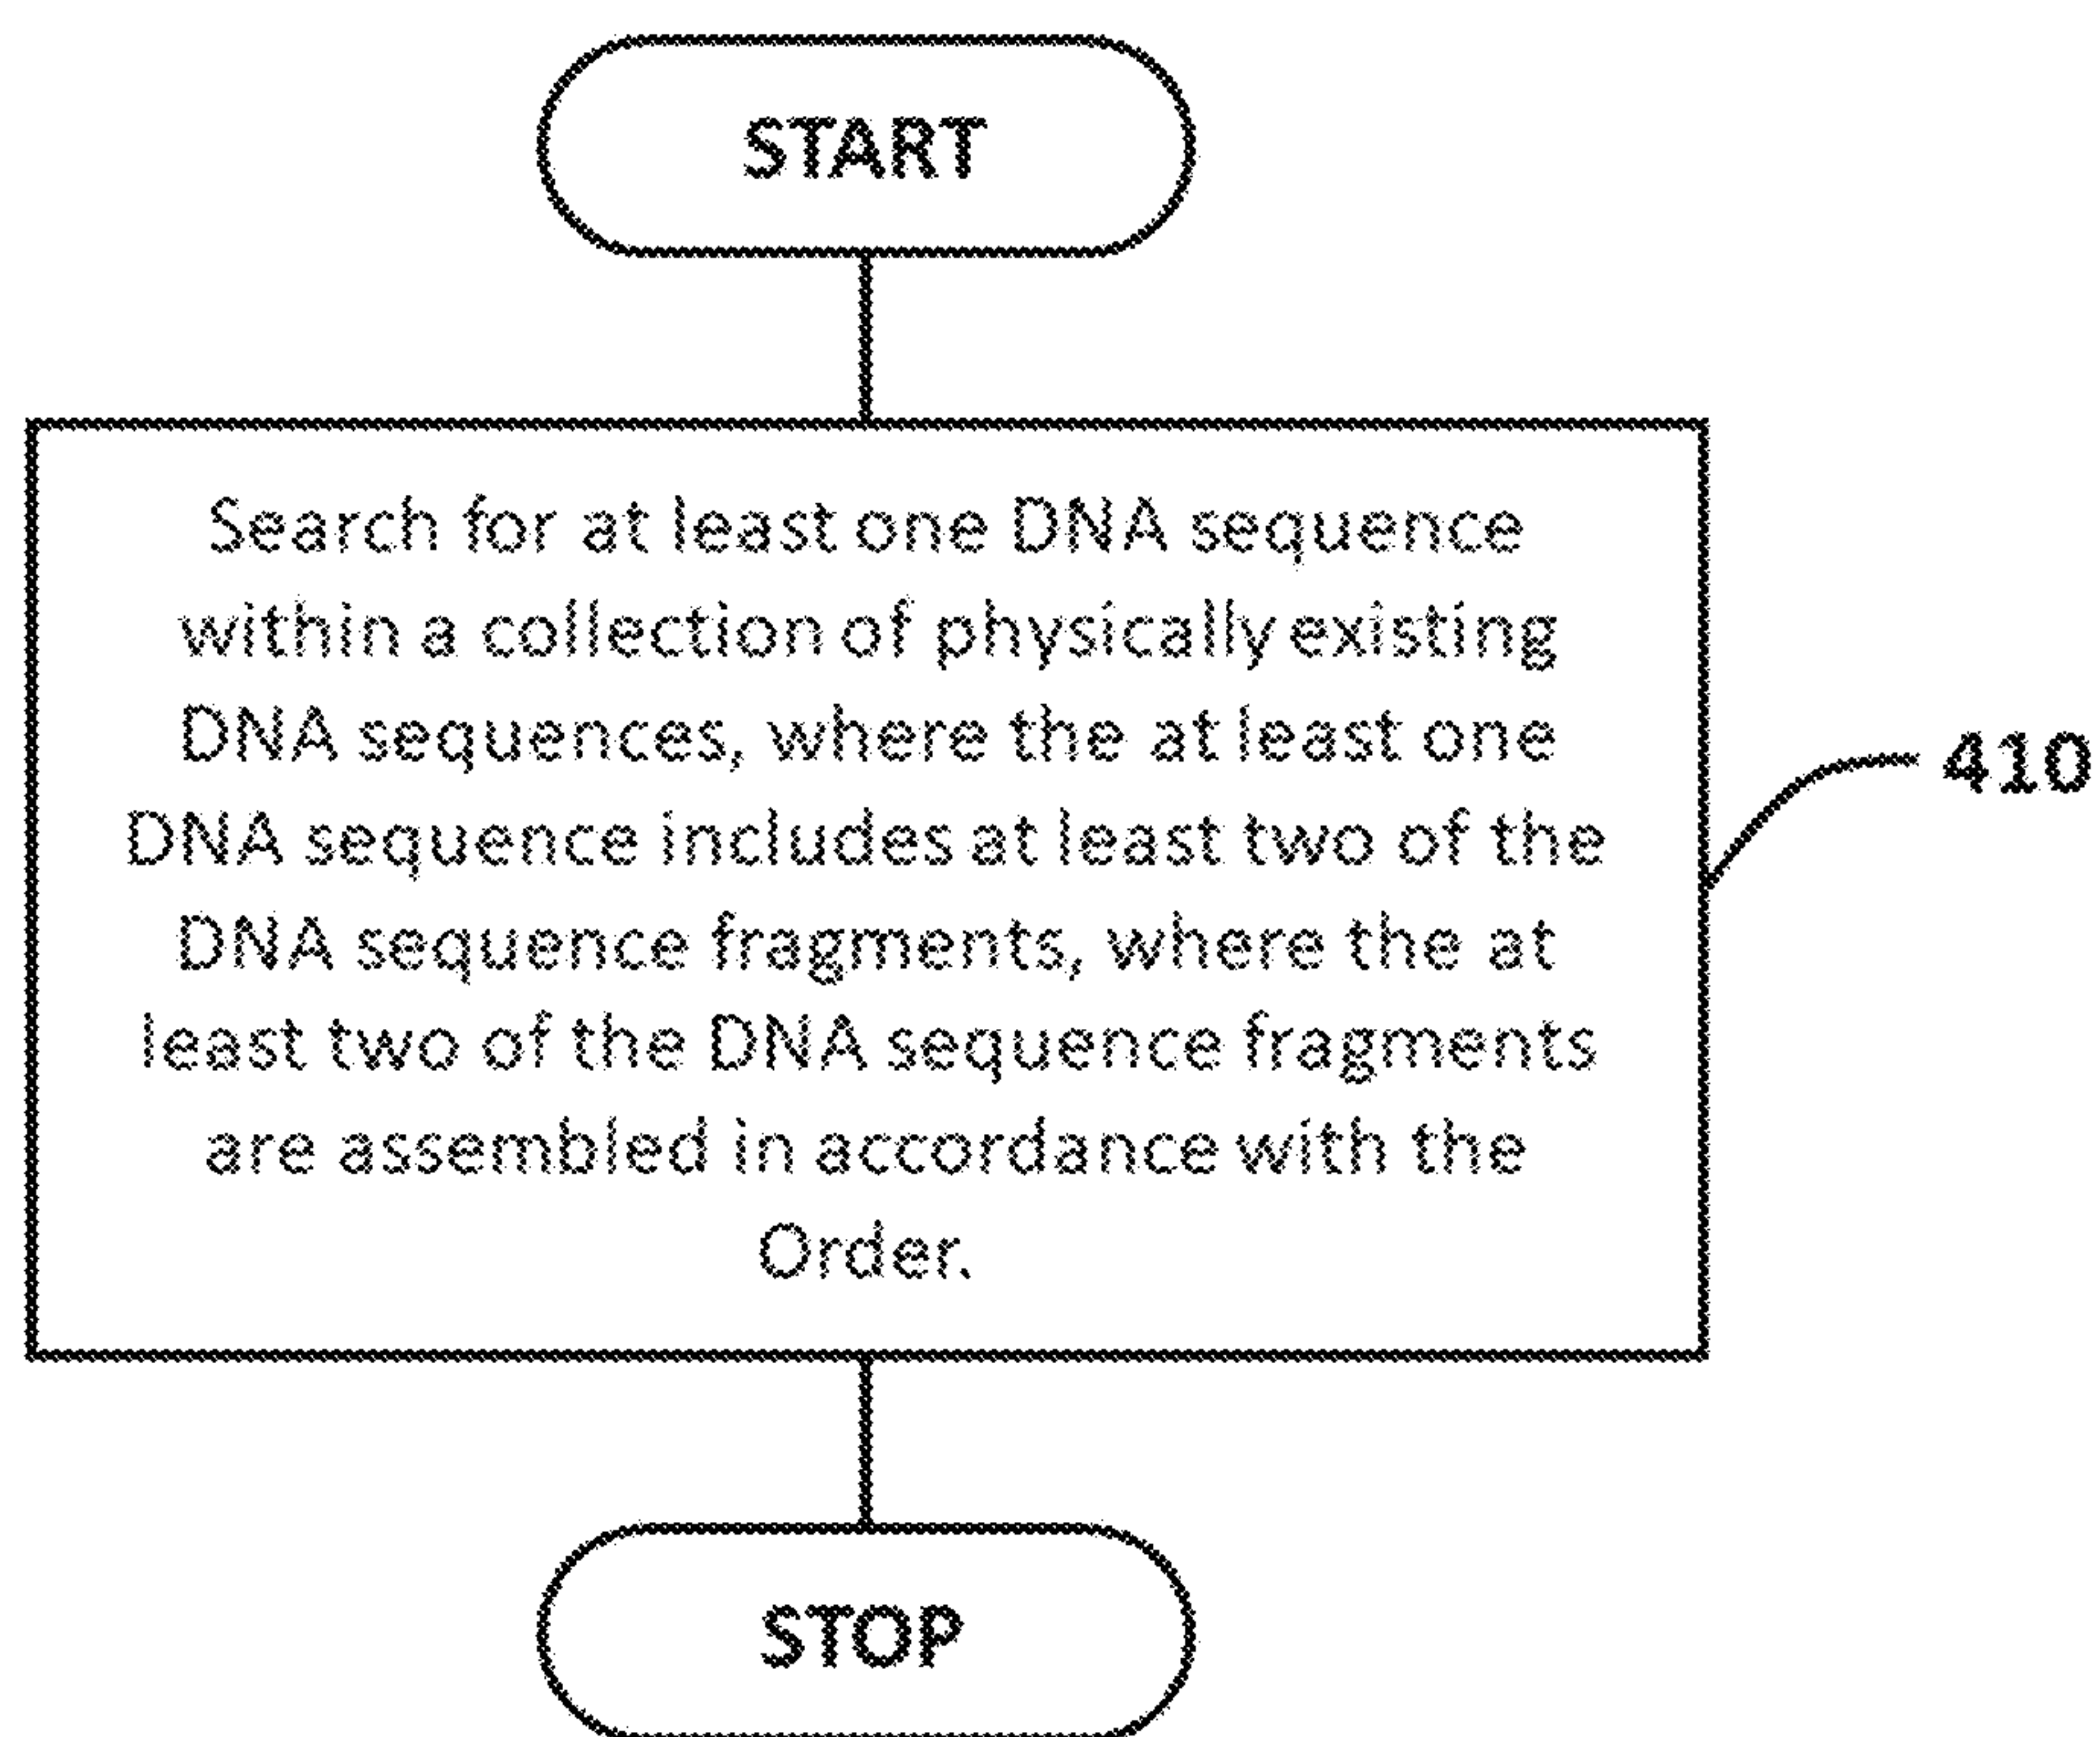 START
Search for at least one DNA sequence
within a collection of physically existing
DNA sequences, where the at least one
DNA sequence includes at least two of the
DNA sequence fragments, where the at
least two of the DNA sequence fragments
are assembled in accordance with the
Order.
410
STOP